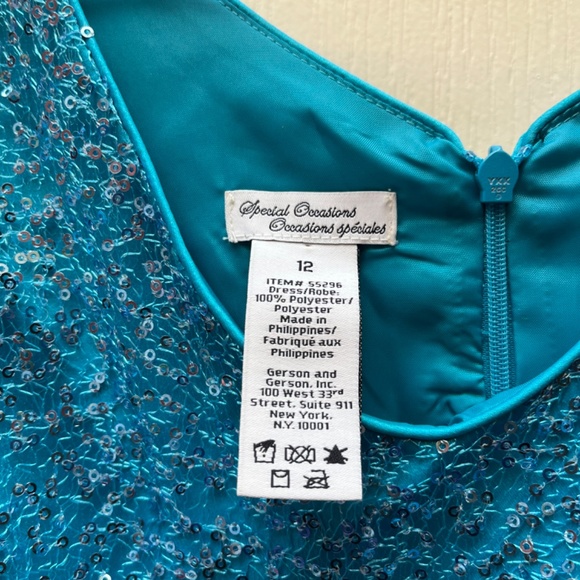 Special Occasions
Occasions spéciales
12
ITEM# 55296
Dress/Robe:
100% Polyester/
Polyester
Made in
Philippines/
Fabriqué aux
Philippines
Gerson and
Gerson, Inc.
100 West 33rd
Street, Suite 911
New York,
N.Y. 10001